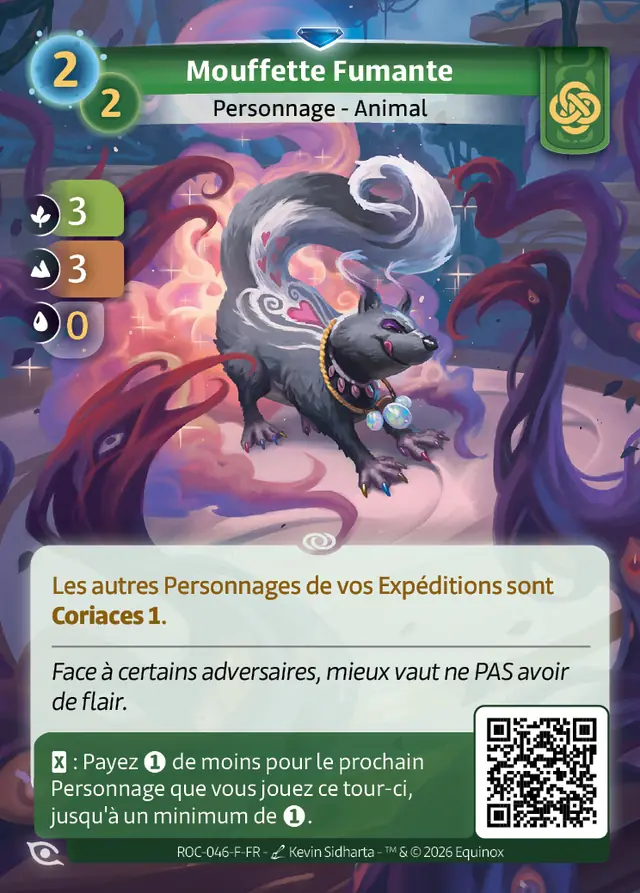 2
Mouffette Fumante
2
Personnage - Animal
3
3
0
Les autres Personnages de vos Expéditions sont
Coriaces 1.
Face à certains adversaires, mieux vaut ne PAS avoir
de flair.
X : Payez 1 de moins pour le prochain
Personnage que vous jouez ce tour-ci,
jusqu'à un minimum de 1.
ROC-046-F-FR - Kevin Sidharta - ™ & © 2026 Equinox